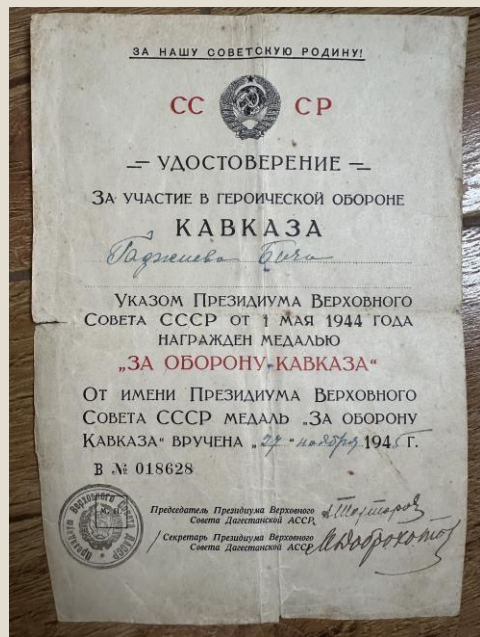 ЗА НАШУ СОВЕТСКУЮ РОДИНУ!
СС СР
УДОСТОВЕРЕНИЕ
ЗА УЧАСТИЕ В ГЕРОИЧЕСКОЙ ОБОРОНЕ
КАВКАЗА
Гаджиева
УКАЗОМ ПРЕЗИДИУМА ВЕРХОВНОГО
СОВЕТА СССР ОТ 1 МАЯ 1944 ГОДА
НАГРАЖДЕН МЕДАЛЬЮ
„ЗА ОБОРОНУ КАВКАЗА“
ОТ ИМЕНИ ПРЕЗИДИУМА ВЕРХОВНОГО
СОВЕТА СССР МЕДАЛЬ „ЗА ОБОРОНУ
КАВКАЗА“ ВРУЧЕНА „27“ ноября 1945 Г.
В № 018628
Председатель Президиума Верховного
Совета Дагестанской АССР
Секретарь Президиума Верховного
Совета Дагестанской АССР